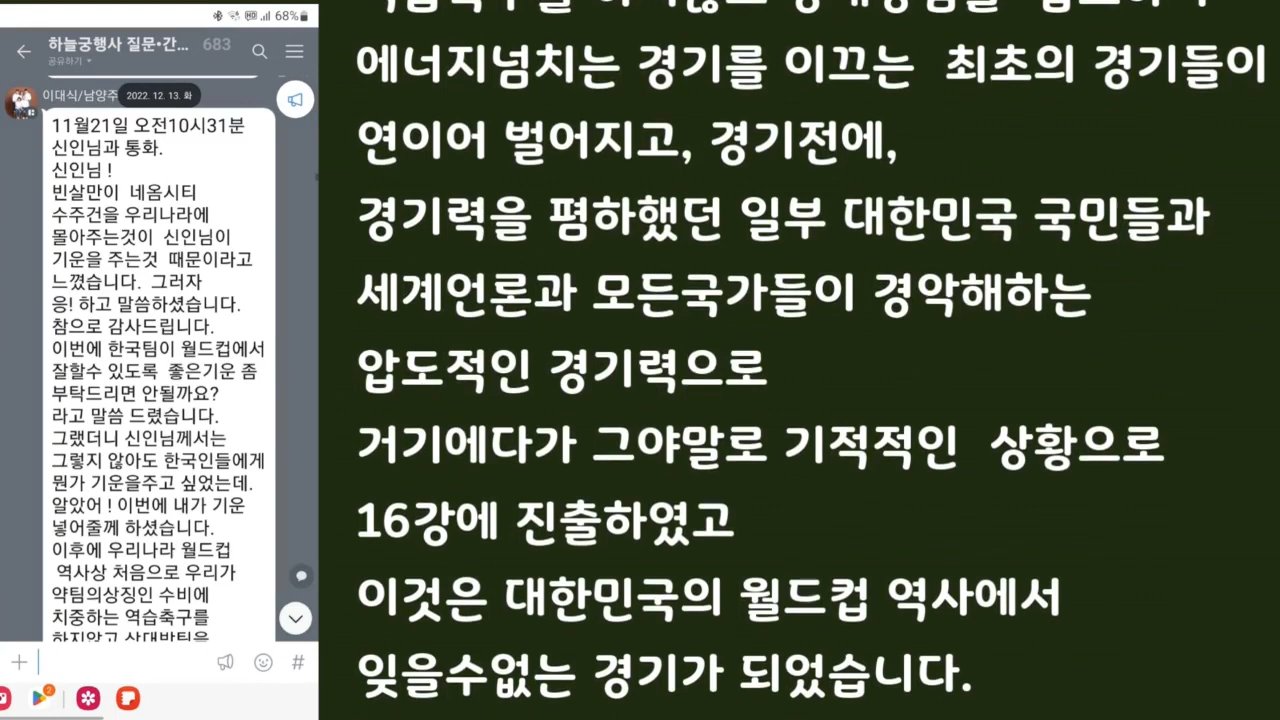 68%
하늘궁행사 질문•간... 683
공유하기
이대식/남양주
2022. 12. 13. 화
11월21일 오전10시31분
신인님과 통화.
신인님 !
빈살만이 네옴시티
수주건을 우리나라에
몰아주는것이 신인님이
기운을 주는것 때문이라고
느꼈습니다. 그러자
응! 하고 말씀하셨습니다.
참으로 감사드립니다.
이번에 한국팀이 월드컵에서
잘할수 있도록 좋은기운 좀
부탁드리면 안될까요?
라고 말씀 드렸습니다.
그랬더니 신인님께서는
그렇지 않아도 한국인들에게
뭔가 기운을주고 싶었는데.
알았어 ! 이번에 내가 기운
넣어줄께 하셨습니다.
이후에 우리나라 월드컵
역사상 처음으로 우리가
약팀의상징인 수비에
치중하는 역습축구를
하지않고 상대방팀을
#
2
에너지넘치는 경기를 이끄는 최초의 경기들이
연이어 벌어지고, 경기전에,
경기력을 폄하했던 일부 대한민국 국민들과
세계언론과 모든국가들이 경악해하는
압도적인 경기력으로
거기에다가 그야말로 기적적인 상황으로
16강에 진출하였고
이것은 대한민국의 월드컵 역사에서
잊을수없는 경기가 되었습니다.